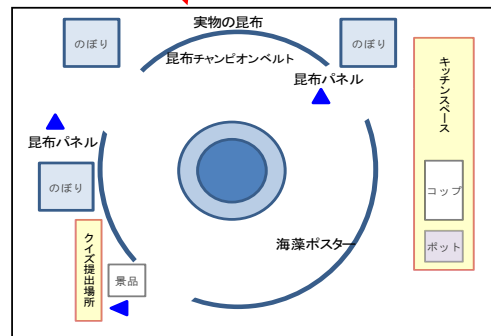 実物の昆布
のぼり
昆布チャンピオンベルト
のぼり
昆布パネル
キッチンスペース
昆布パネル
のぼり
コップ
クイズ提出場所
海藻ポスター
ポット
景品